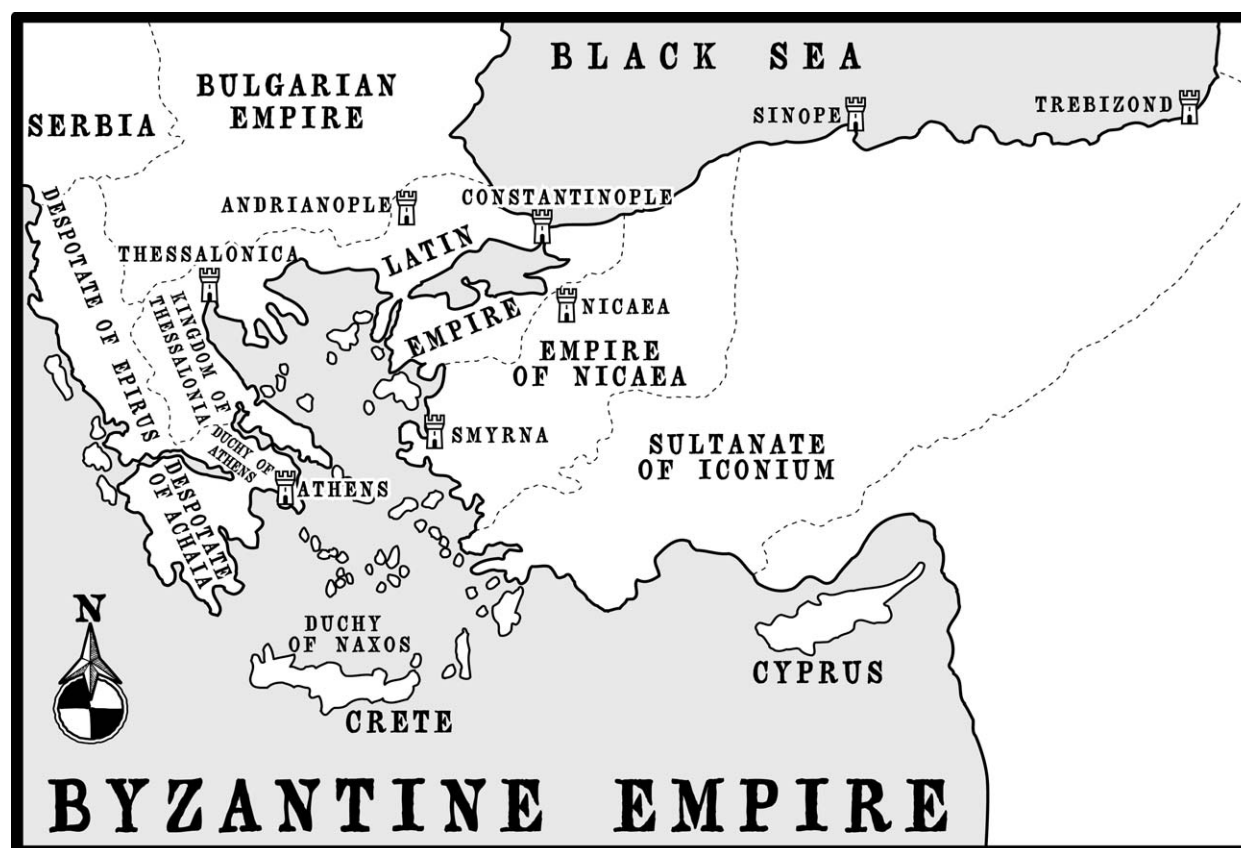 BLACK SEA
BULGARIAN
EMPIRE
SERBIA
SINOPE
TREBIZOND
ANDRIANOPLE
CONSTANTINOPLE
LATIN
EMPIRE
THESSALONICA
DESPOTATE OF EPIRUS
KINGDOM OF
THESSALONIA
NICAEA
EMPIRE
OF NICAEA
SMYRNA
SULTANATE
OF ICONIUM
DUCHY OF
ATHENS
ATHENS
DESPOTATE
OF ACHAIA
N
DUCHY
OF NAXOS
CRETE
CYPRUS
BYZANTINE EMPIRE